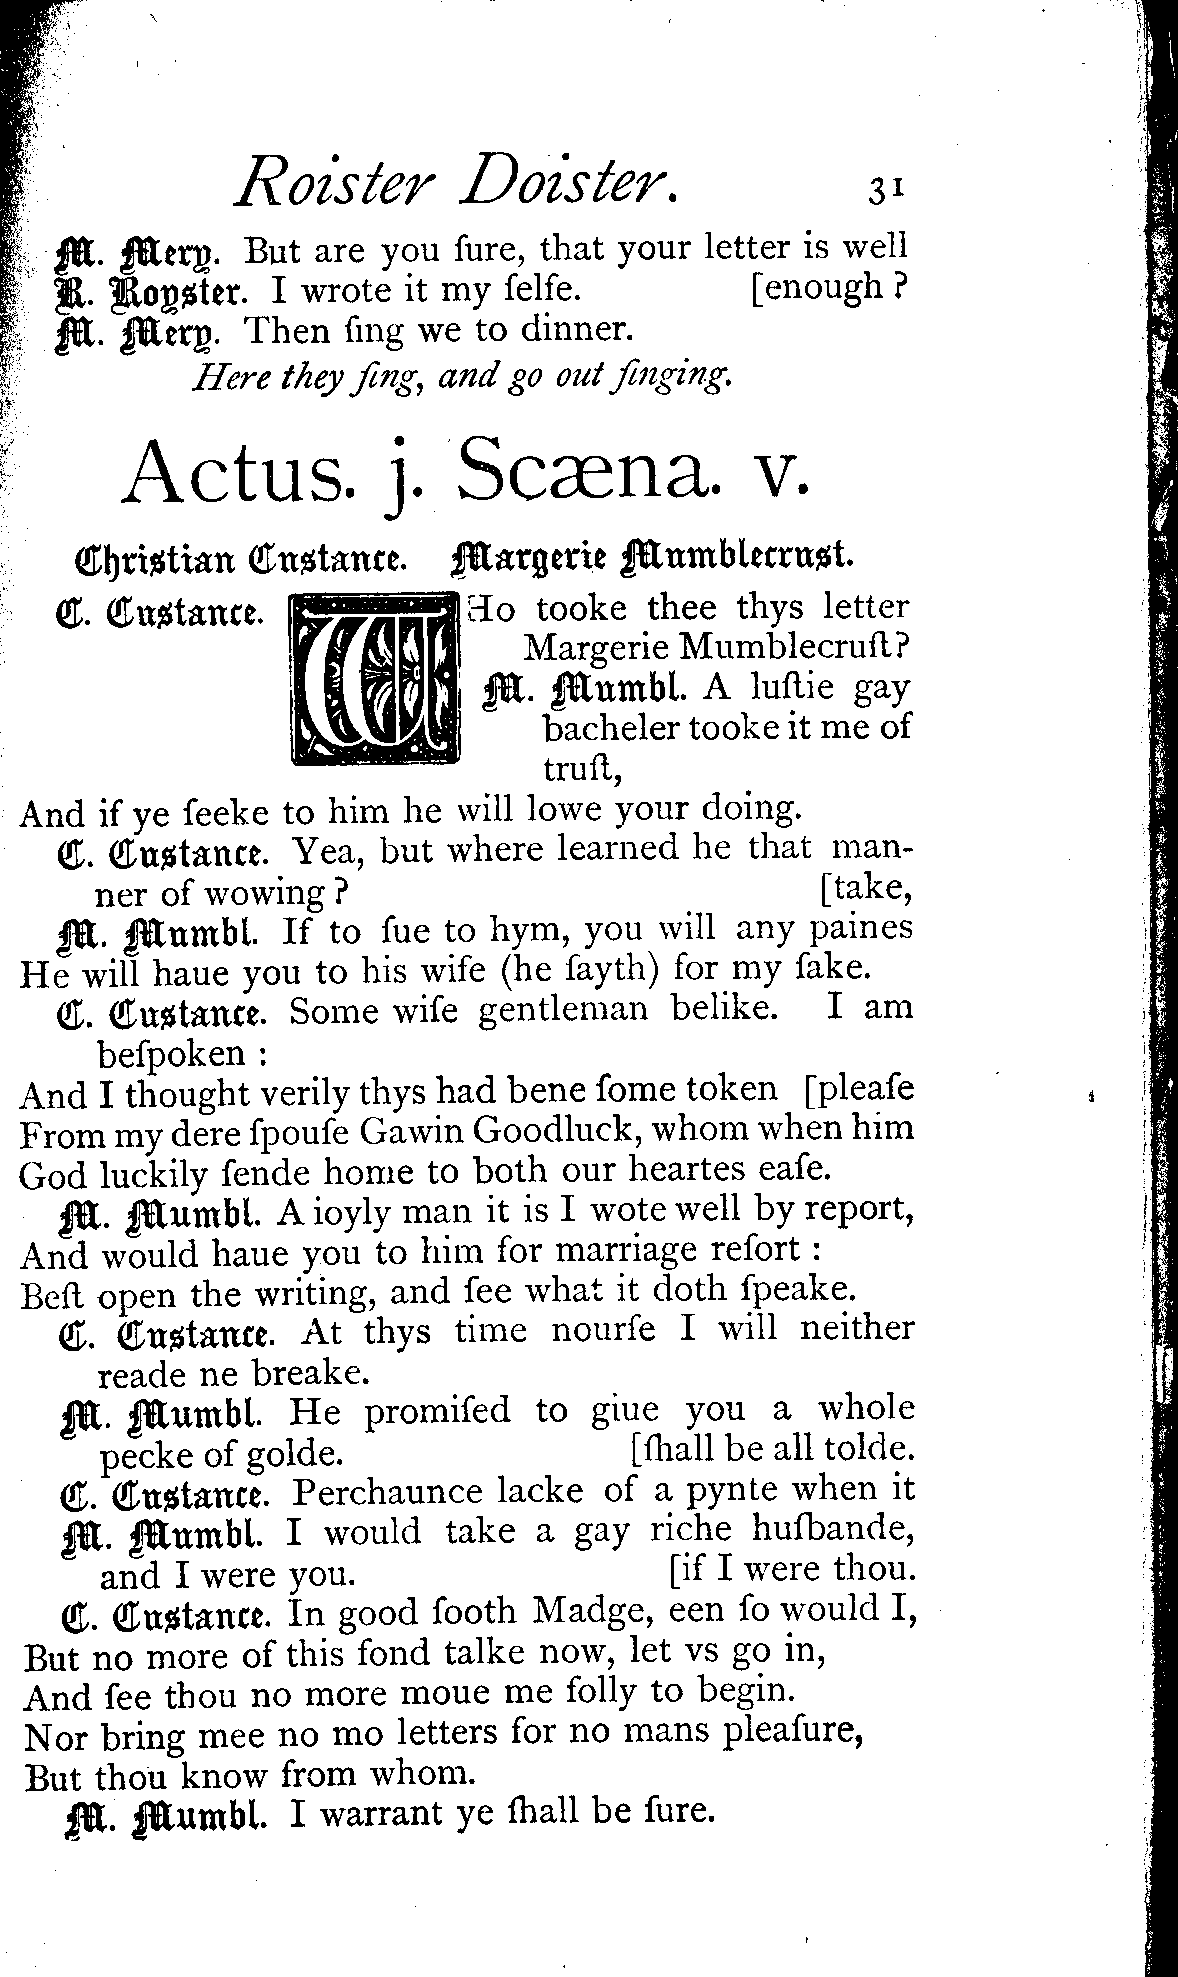 Roister Doister. 31
M. Mery. But are you ſure, that your letter is well
R. Royster. I wrote it my ſelfe. [enough ?
M. Mery. Then ſing we to dinner.
Here they ſing, and go out ſinging.
Actus. j. Scæna. v.
Christian Custance. Margerie Mumblecrust.
C. Custance. WHo tooke thee thys letter
Margerie Mumblecruſt?
M. Mumbl. A luſtie gay
bacheler tooke it me of
truſt,
And if ye ſeeke to him he will lowe your doing.
C. Custance. Yea, but where learned he that man-
ner of wowing ? [take,
M. Mumbl. If to ſue to hym, you will any paines
He will haue you to his wife (he ſayth) for my ſake.
C. Custance. Some wiſe gentleman belike. I am
beſpoken :
And I thought verily thys had bene ſome token [pleaſe
From my dere ſpouſe Gawin Goodluck, whom when him
God luckily ſende home to both our heartes eaſe.
M. Mumbl. A ioyly man it is I wote well by report,
And would haue you to him for marriage reſort :
Beſt open the writing, and ſee what it doth ſpeake.
C. Custance. At thys time nourſe I will neither
reade ne breake.
M. Mumbl. He promiſed to giue you a whole
pecke of golde. [ſhall be all tolde.
C. Custance. Perchaunce lacke of a pynte when it
M. Mumbl. I would take a gay riche huſbande,
and I were you. [if I were thou.
C. Custance. In good ſooth Madge, een ſo would I,
But no more of this fond talke now, let vs go in,
And ſee thou no more moue me folly to begin.
Nor bring mee no mo letters for no mans pleaſure,
But thou know from whom.
M. Mumbl. I warrant ye ſhall be ſure.